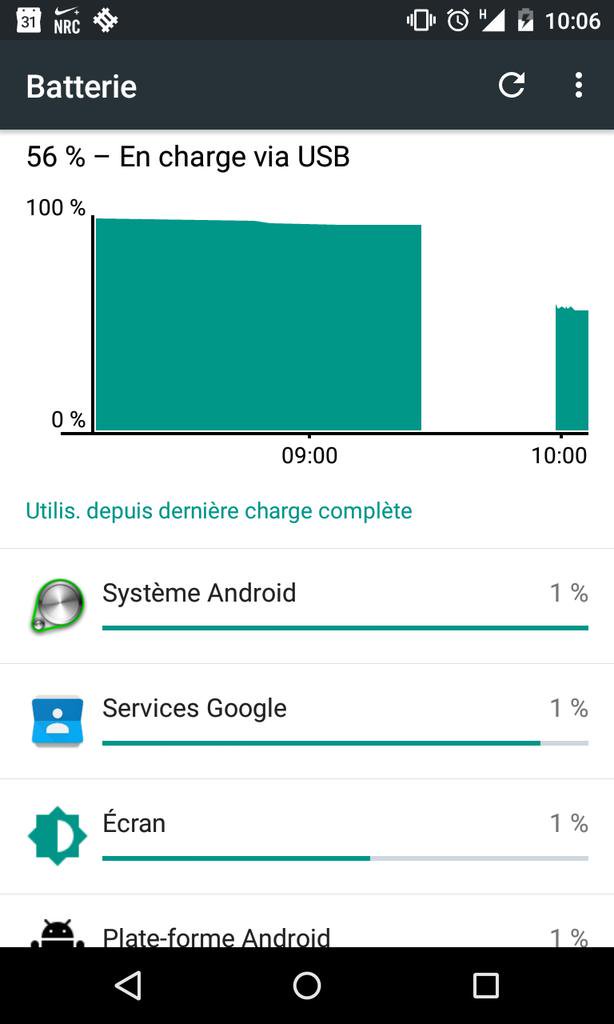 31 NRC H 10:06
Batterie
56 % – En charge via USB
100 %
0 %
09:00 10:00
Utilis. depuis dernière charge complète
Système Android 1 %
Services Google 1 %
Écran 1 %
Plate-forme Android 1 %